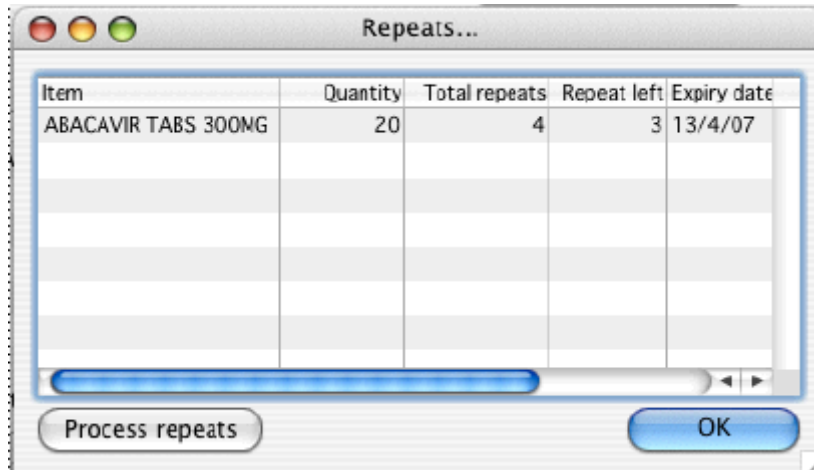 Repeats...
Item Quantity Total repeats Repeat left Expiry date
ABACAVIR TABS 300MG 20 4 3 13/4/07
Process repeats OK